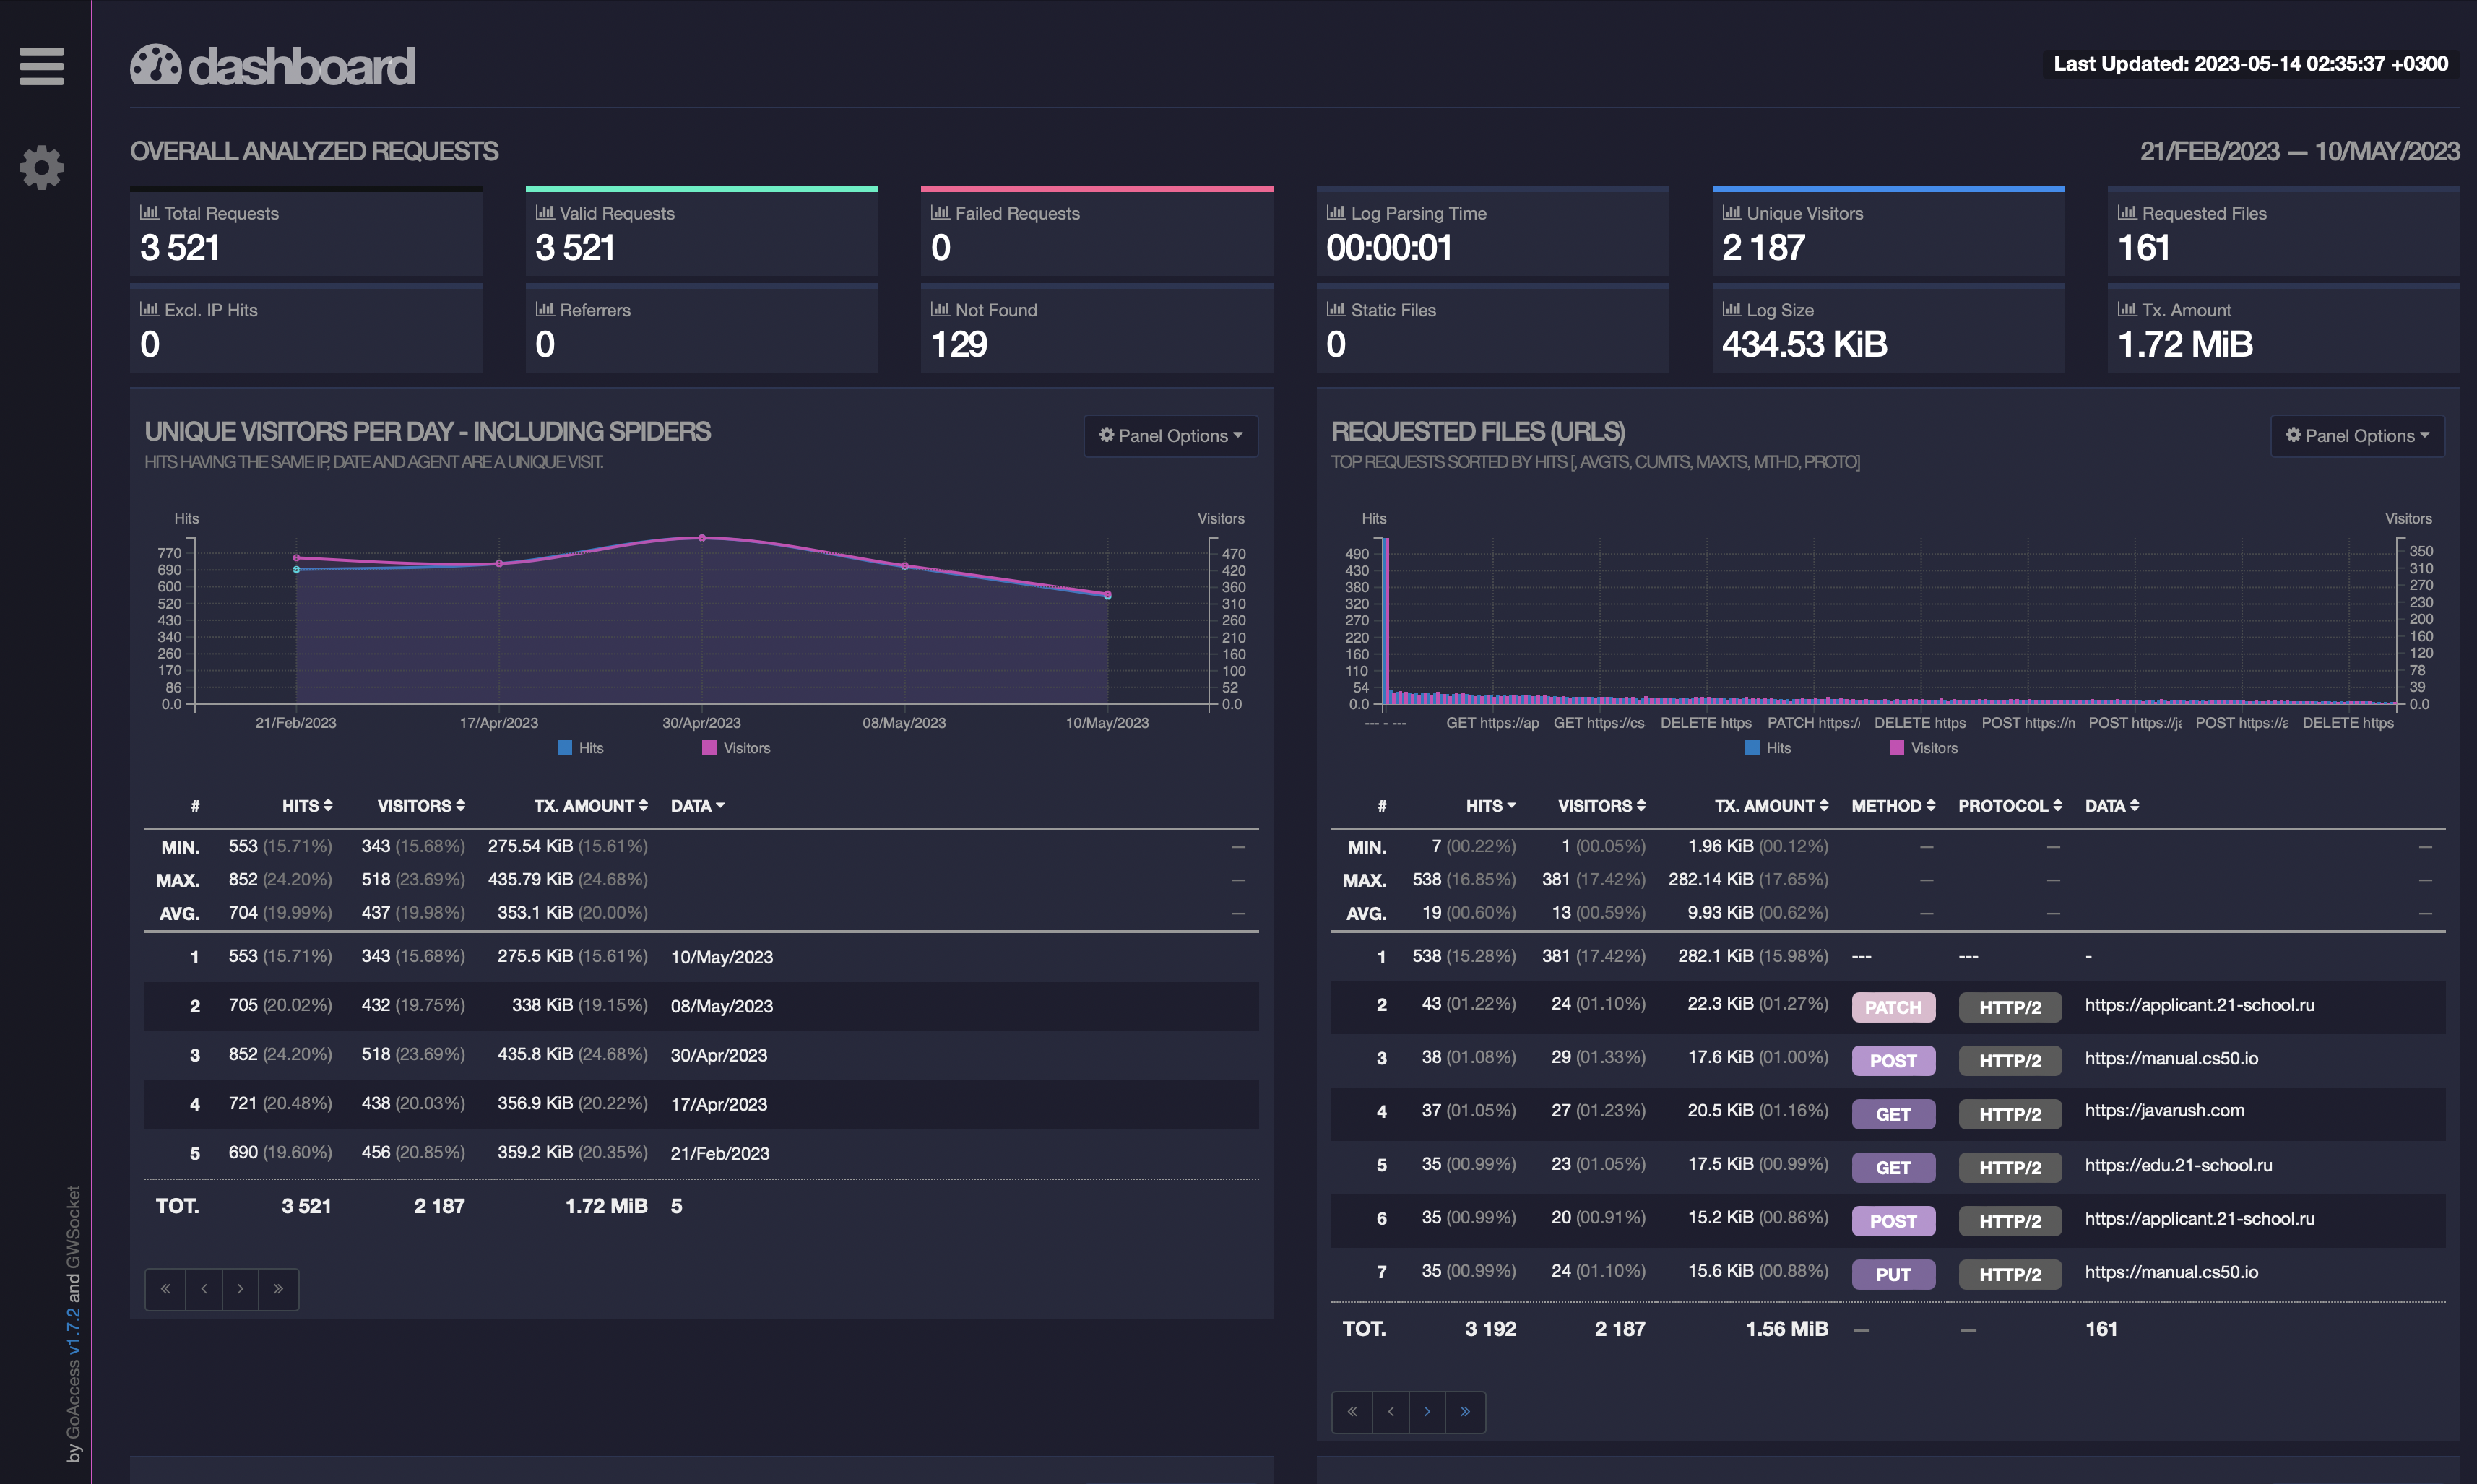 dashboard
Last Updated: 2023-05-14 02:35:37 +0300
OVERALL ANALYZED REQUESTS
21/FEB/2023 — 10/MAY/2023
Total Requests
3 521
Valid Requests
3 521
Failed Requests
0
Log Parsing Time
00:00:01
Unique Visitors
2 187
Requested Files
161
Excl. IP Hits
0
Referrers
0
Not Found
129
Static Files
0
Log Size
434.53 KiB
Tx. Amount
1.72 MiB
UNIQUE VISITORS PER DAY - INCLUDING SPIDERS
Panel Options
HITS HAVING THE SAME IP, DATE AND AGENT ARE A UNIQUE VISIT.
Hits
Visitors
770
690
600
520
430
340
260
170
86
0.0
470
420
360
310
260
210
160
100
52
0.0
21/Feb/2023 17/Apr/2023 30/Apr/2023 08/May/2023 10/May/2023
Hits Visitors
# HITS VISITORS TX. AMOUNT DATA
MIN. 553 (15.71%) 343 (15.68%) 275.54 KiB (15.61%) —
MAX. 852 (24.20%) 518 (23.69%) 435.79 KiB (24.68%) —
AVG. 704 (19.99%) 437 (19.98%) 353.1 KiB (20.00%) —
1 553 (15.71%) 343 (15.68%) 275.5 KiB (15.61%) 10/May/2023
2 705 (20.02%) 432 (19.75%) 338 KiB (19.15%) 08/May/2023
3 852 (24.20%) 518 (23.69%) 435.8 KiB (24.68%) 30/Apr/2023
4 721 (20.48%) 438 (20.03%) 356.9 KiB (20.22%) 17/Apr/2023
5 690 (19.60%) 456 (20.85%) 359.2 KiB (20.35%) 21/Feb/2023
TOT. 3 521 2 187 1.72 MiB 5
« ‹ › »
REQUESTED FILES (URLS)
Panel Options
TOP REQUESTS SORTED BY HITS [, AVGTS, CUMTS, MAXTS, MTHD, PROTO]
Hits
Visitors
490
430
380
320
270
220
160
110
54
0.0
350
310
270
230
200
160
120
78
39
0.0
--- - --- GET https://ap GET https://cs DELETE https PATCH https:/ DELETE https POST https://n POST https://ja POST https://a DELETE https
Hits Visitors
# HITS VISITORS TX. AMOUNT METHOD PROTOCOL DATA
MIN. 7 (00.22%) 1 (00.05%) 1.96 KiB (00.12%) — — —
MAX. 538 (16.85%) 381 (17.42%) 282.14 KiB (17.65%) — — —
AVG. 19 (00.60%) 13 (00.59%) 9.93 KiB (00.62%) — — —
1 538 (15.28%) 381 (17.42%) 282.1 KiB (15.98%) --- --- -
2 43 (01.22%) 24 (01.10%) 22.3 KiB (01.27%) PATCH HTTP/2 https://applicant.21-school.ru
3 38 (01.08%) 29 (01.33%) 17.6 KiB (01.00%) POST HTTP/2 https://manual.cs50.io
4 37 (01.05%) 27 (01.23%) 20.5 KiB (01.16%) GET HTTP/2 https://javarush.com
5 35 (00.99%) 23 (01.05%) 17.5 KiB (00.99%) GET HTTP/2 https://edu.21-school.ru
6 35 (00.99%) 20 (00.91%) 15.2 KiB (00.86%) POST HTTP/2 https://applicant.21-school.ru
7 35 (00.99%) 24 (01.10%) 15.6 KiB (00.88%) PUT HTTP/2 https://manual.cs50.io
TOT. 3 192 2 187 1.56 MiB — — 161
« ‹ › »
by GoAccess v1.7.2 and GWSocket